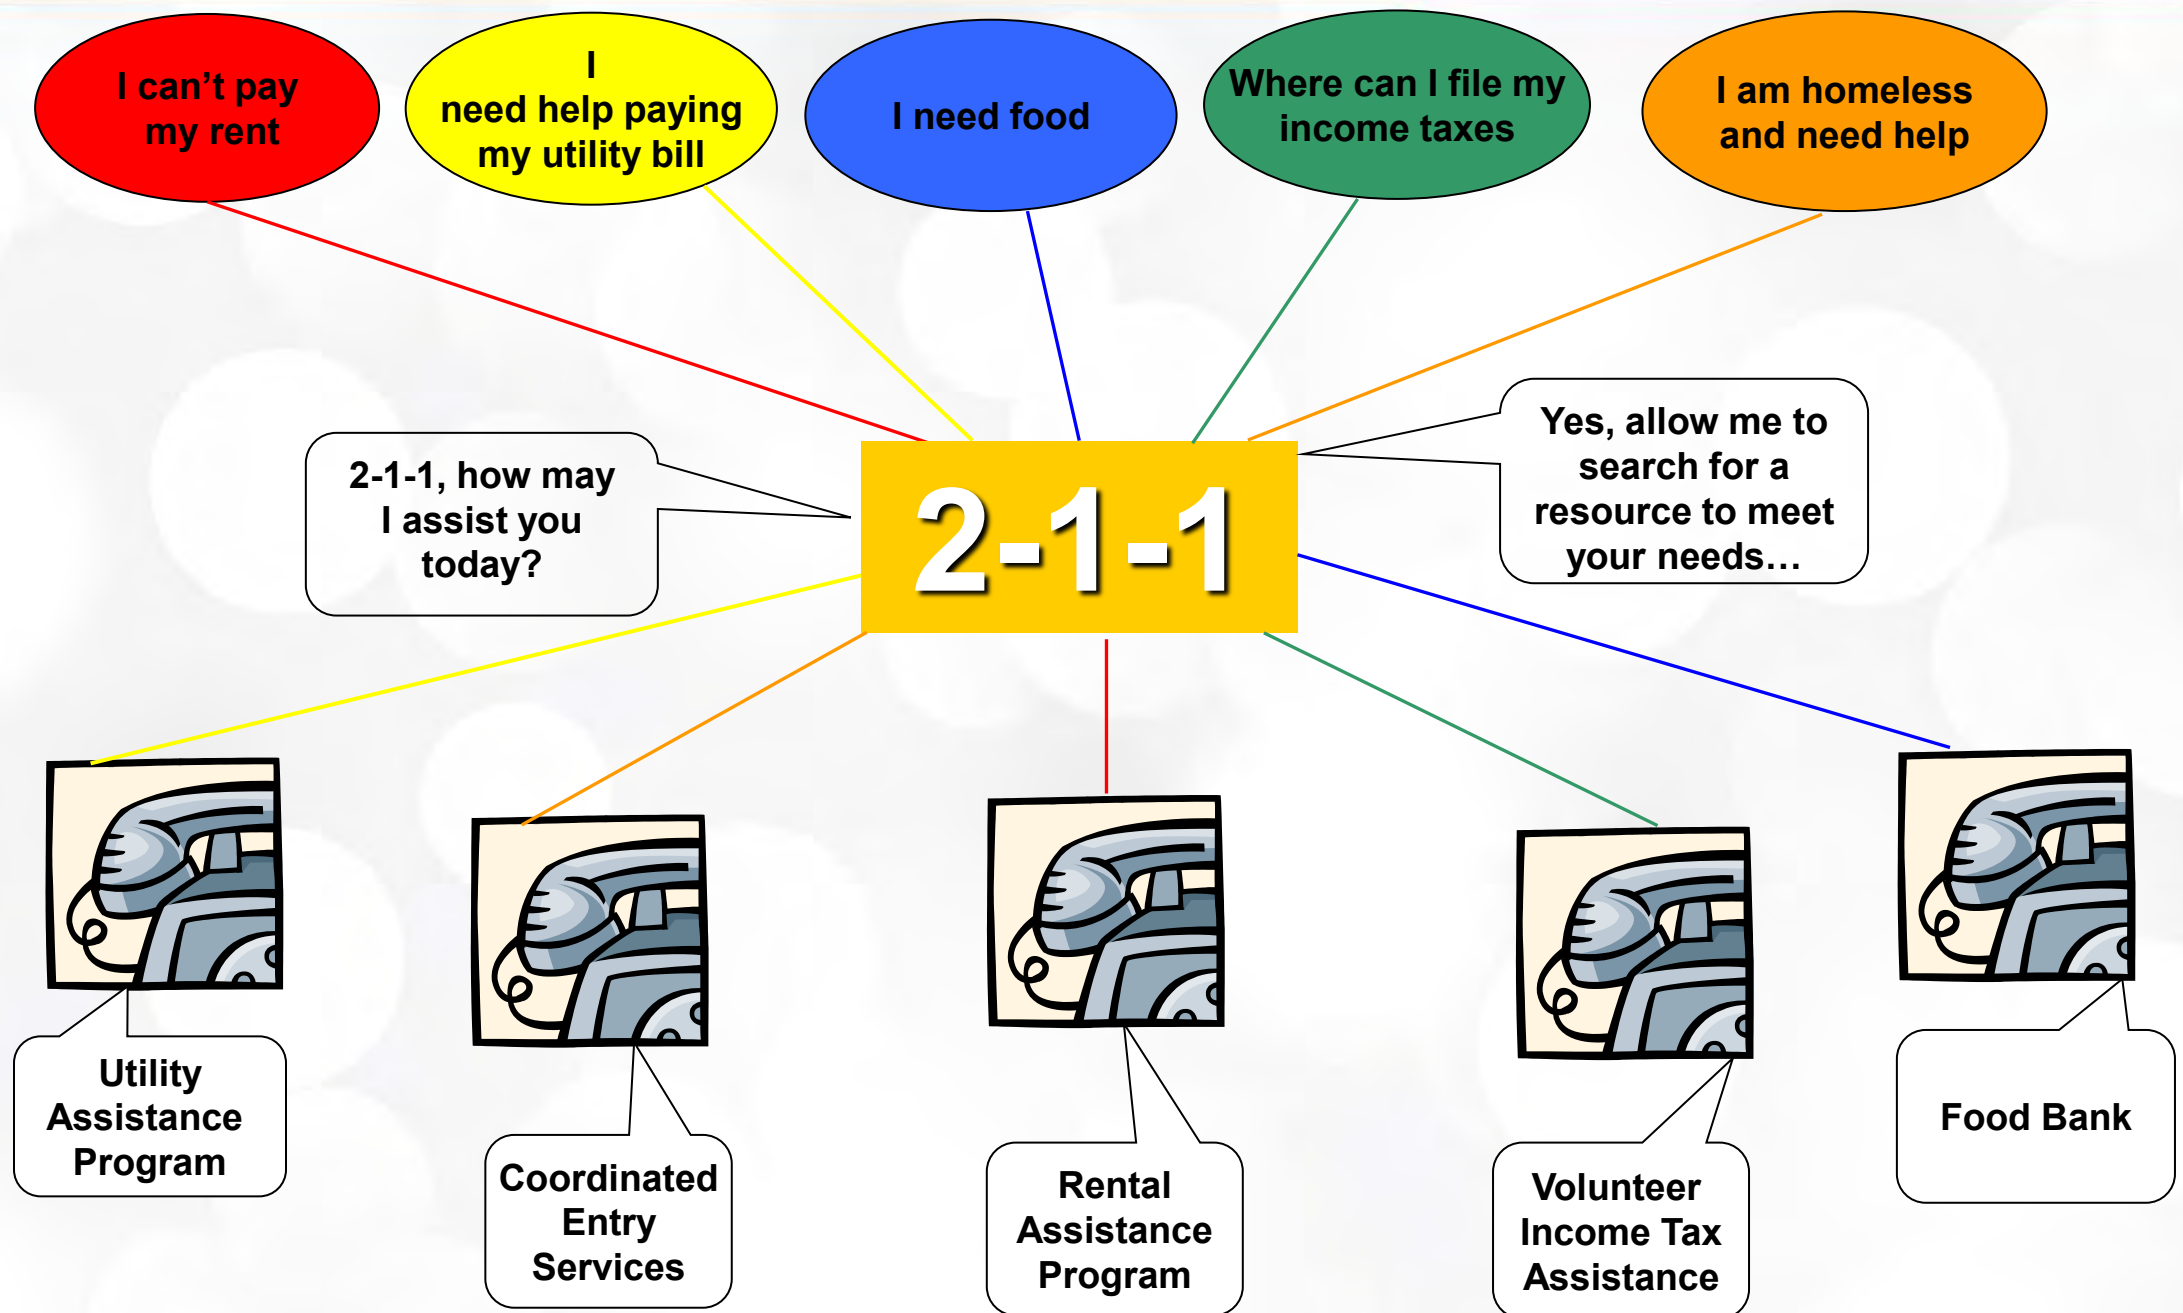 I can’t pay
my rent
I
need help paying
my utility bill
I need food
Where can I file my
income taxes
I am homeless
and need help
2-1-1, how may
I assist you
today?
2-1-1
Yes, allow me to
search for a
resource to meet
your needs…
Utility
Assistance
Program
Coordinated
Entry
Services
Rental
Assistance
Program
Volunteer
Income Tax
Assistance
Food Bank